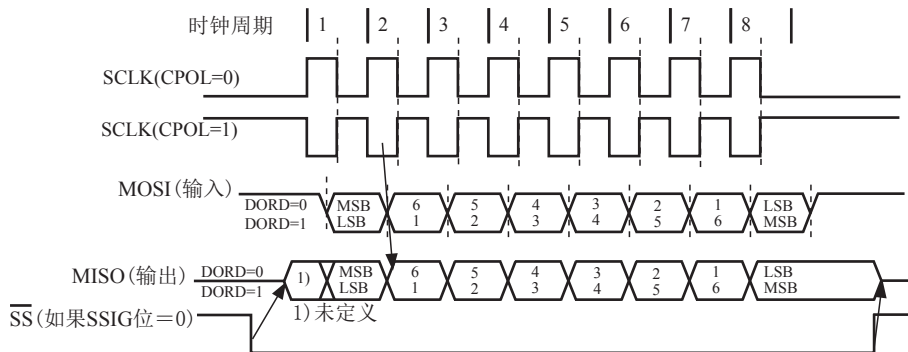 时钟周期 1 2 3 4 5 6 7 8
SCLK(CPOL=0)
SCLK(CPOL=1)
MOSI(输入) DORD=0 MSB 6 5 4 3 2 1 LSB
DORD=1 LSB 1 2 3 4 5 6 MSB
MISO(输出) DORD=0 1) MSB 6 5 4 3 2 1 LSB
DORD=1 LSB 1 2 3 4 5 6 MSB
1)未定义
SS(如果SSIG位=0)